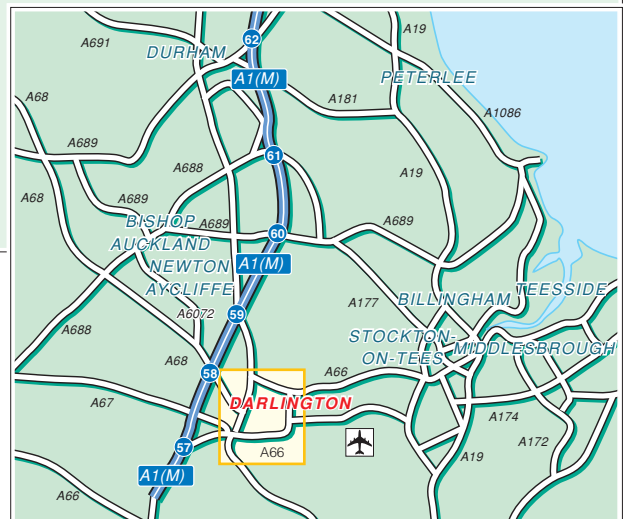 A691
DURHAM
62
A19
A1(M)
PETERLEE
A68
A181
A1086
A689
61
A688
A19
A68
A689
BISHOP
AUCKLAND
A689
60
A689
NEWTON
AYCLIFFE
A1(M)
A177
BILLINGHAM
TEESSIDE
A6072
59
A688
STOCKTON-
ON-TEES
MIDDLESBROUGH
A68
58
A66
A67
DARLINGTON
A174
57
A66
A172
A1(M)
A19
A66